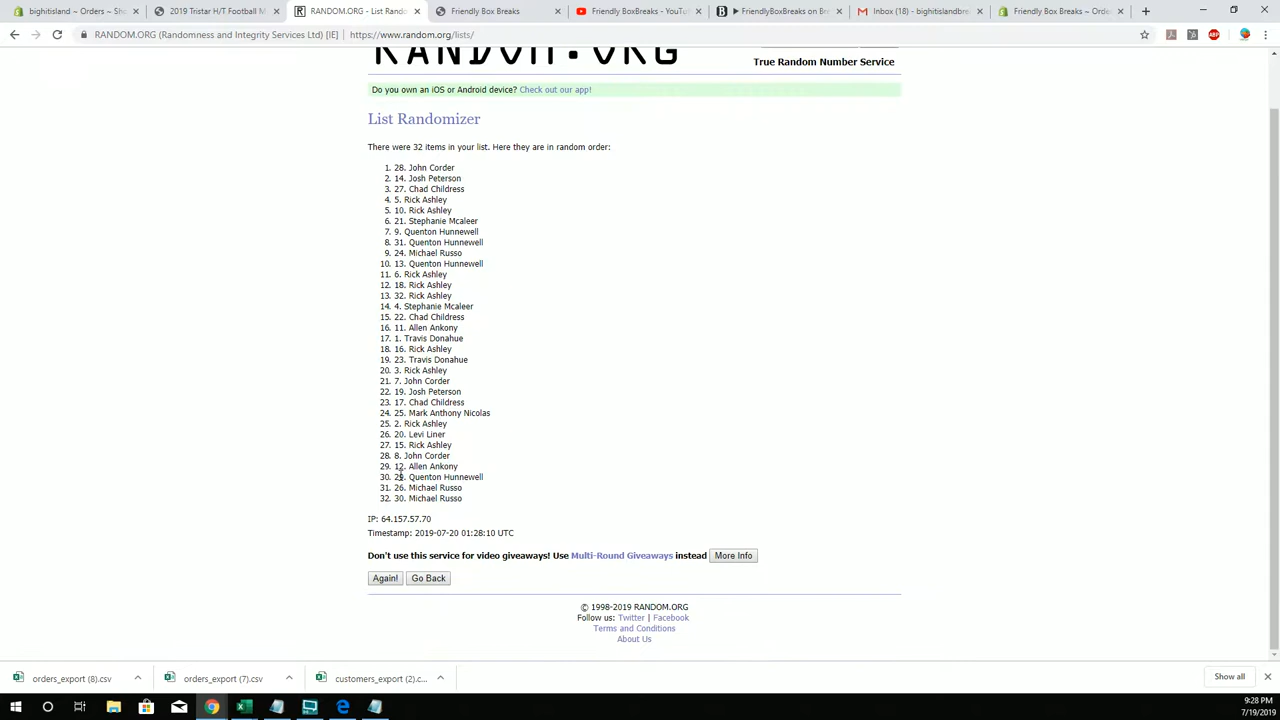 bighitisland ~ Orders ~ Sh
2019 Tristar H/T Football M
RANDOM.ORG - List Rando
Friendly Box Breaks
Friendly BoxBreaks - YouT
FriendlyBoxBreaks on Bre
Inbox (18) - bighitislandbre
Friendly Box Breaks ~ Orde
RANDOM.ORG (Randomness and Integrity Services Ltd) [IE] | https://www.random.org/lists/
RANDOM.ORG
True Random Number Service
Do you own an iOS or Android device? Check out our app!
List Randomizer
There were 32 items in your list. Here they are in random order:
1. 28. John Corder
2. 14. Josh Peterson
3. 27. Chad Childress
4. 5. Rick Ashley
5. 10. Rick Ashley
6. 21. Stephanie Mcaleer
7. 9. Quenton Hunnewell
8. 31. Quenton Hunnewell
9. 24. Michael Russo
10. 13. Quenton Hunnewell
11. 6. Rick Ashley
12. 18. Rick Ashley
13. 32. Rick Ashley
14. 4. Stephanie Mcaleer
15. 22. Chad Childress
16. 11. Allen Ankony
17. 1. Travis Donahue
18. 16. Rick Ashley
19. 23. Travis Donahue
20. 3. Rick Ashley
21. 7. John Corder
22. 19. Josh Peterson
23. 17. Chad Childress
24. 25. Mark Anthony Nicolas
25. 2. Rick Ashley
26. 20. Levi Liner
27. 15. Rick Ashley
28. 8. John Corder
29. 12. Allen Ankony
30. Quenton Hunnewell
31. 26. Michael Russo
32. 30. Michael Russo
IP: 64.157.57.70
Timestamp: 2019-07-20 01:28:10 UTC
Don't use this service for video giveaways! Use Multi-Round Giveaways instead More Info
Again! Go Back
© 1998-2019 RANDOM.ORG
Follow us: Twitter | Facebook
Terms and Conditions
About Us
orders_export (8).csv
orders_export (7).csv
customers_export (2).c...
Show all
9:28 PM
7/19/2019